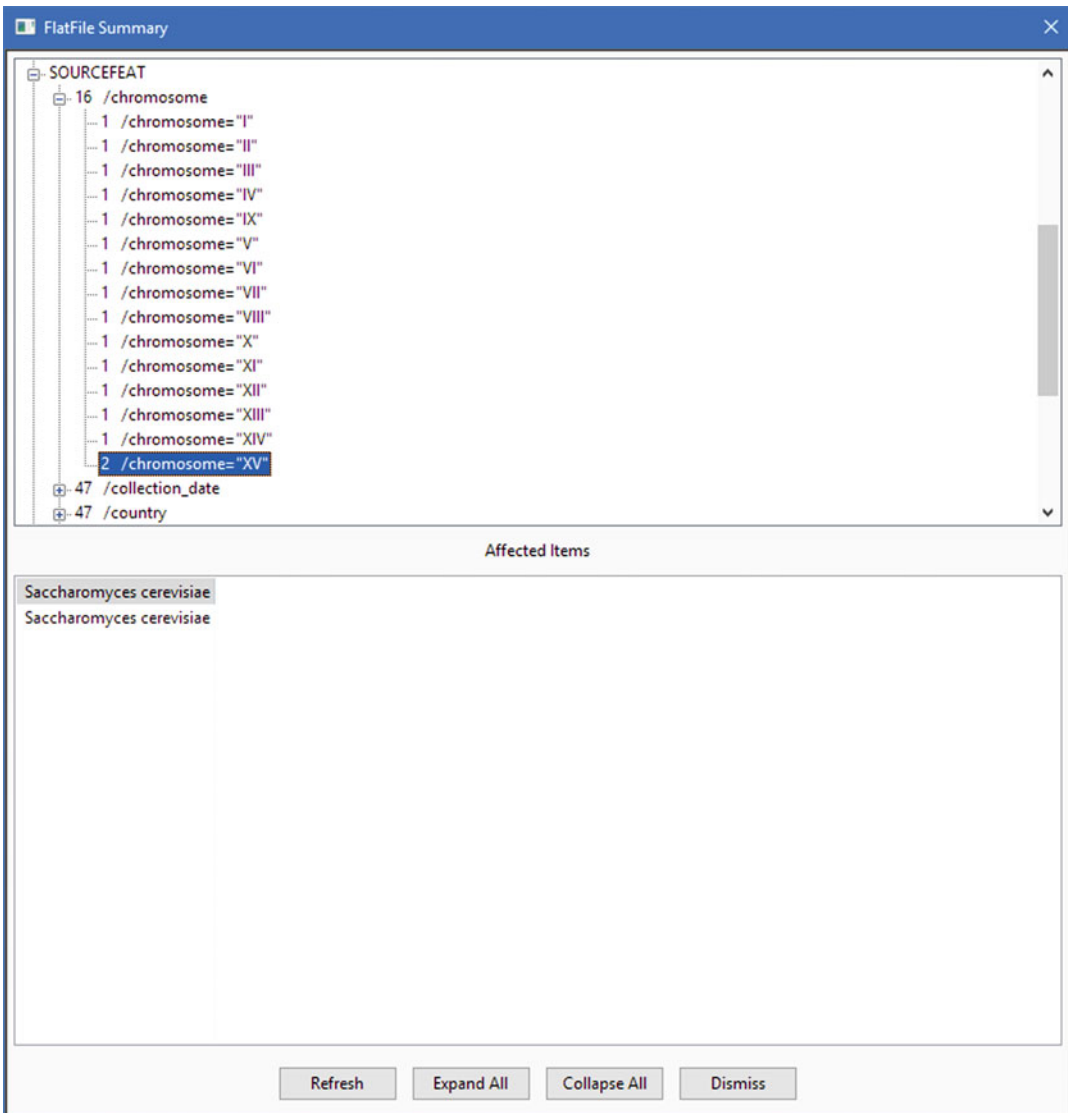 FlatFile Summary
SOURCEFEAT
16 /chromosome
1 /chromosome="I"
1 /chromosome="II"
1 /chromosome="III"
1 /chromosome="IV"
1 /chromosome="IX"
1 /chromosome="V"
1 /chromosome="VI"
1 /chromosome="VII"
1 /chromosome="VIII"
1 /chromosome="X"
1 /chromosome="XI"
1 /chromosome="XII"
1 /chromosome="XIII"
1 /chromosome="XIV"
2 /chromosome="XV"
47 /collection_date
47 /country
Affected Items
Saccharomyces cerevisiae
Saccharomyces cerevisiae
Refresh Expand All Collapse All Dismiss